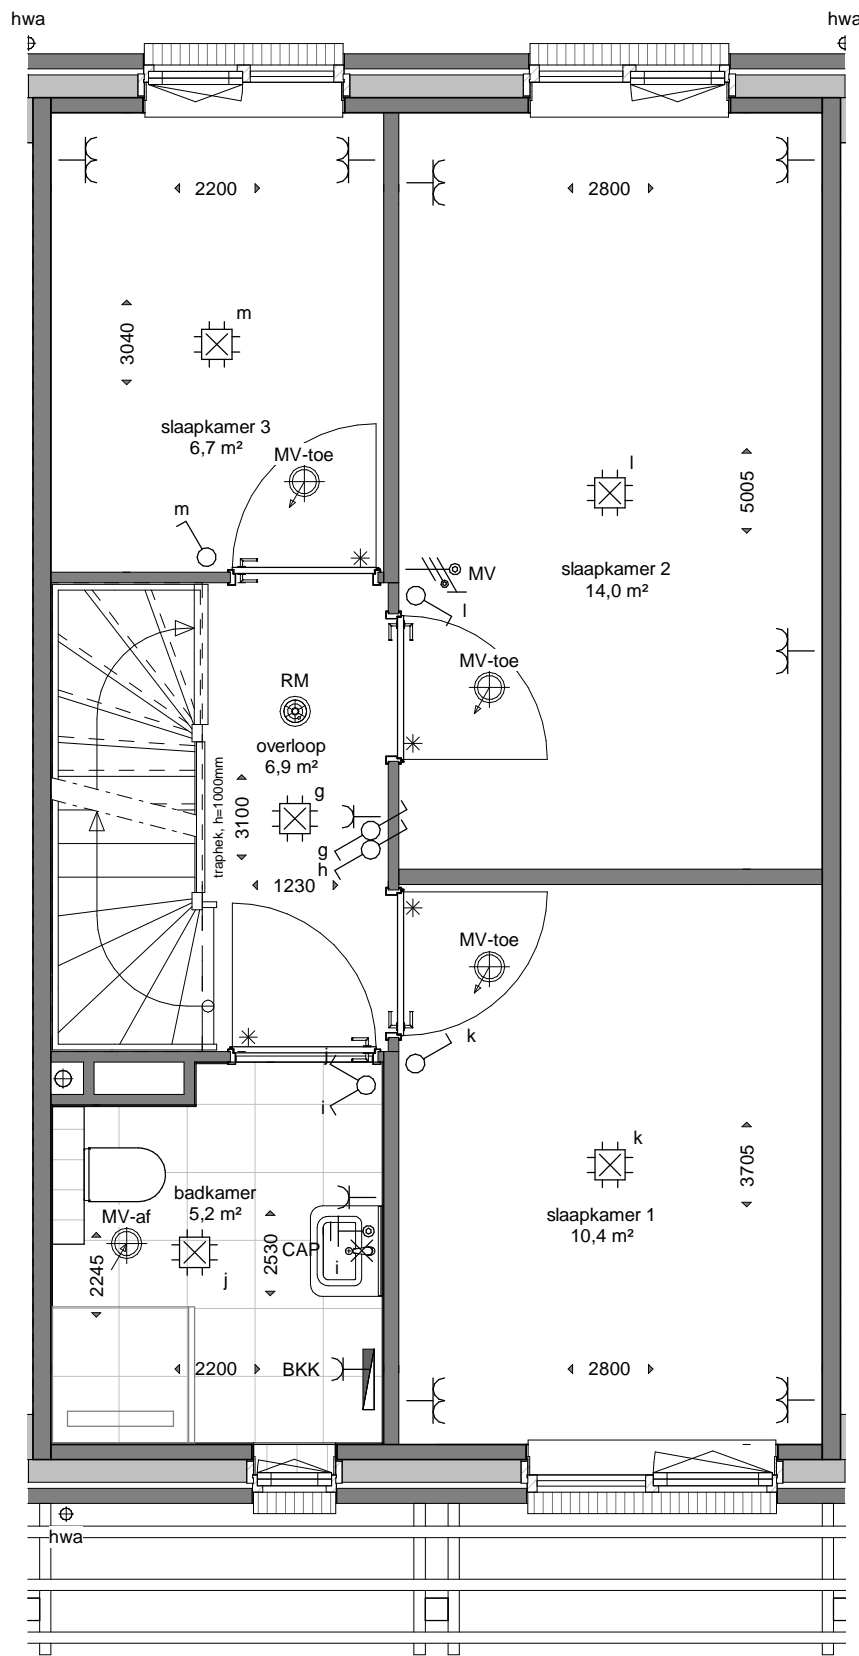 hwa
hwa
2200
2800
3040
m
slaapkamer 3
6,7 m²
MV-toe
l
5005
m
slaapkamer 2
14,0 m²
MV
l
RM
MV-toe
overloop
6,9 m²
traphek, h=1000mm
3100
g
g
h
1230
MV-toe
k
j
i
k
3705
badkamer
5,2 m²
MV-af
slaapkamer 1
10,4 m²
2245
2530
CAP
i
j
2200
BKK
2800
hwa